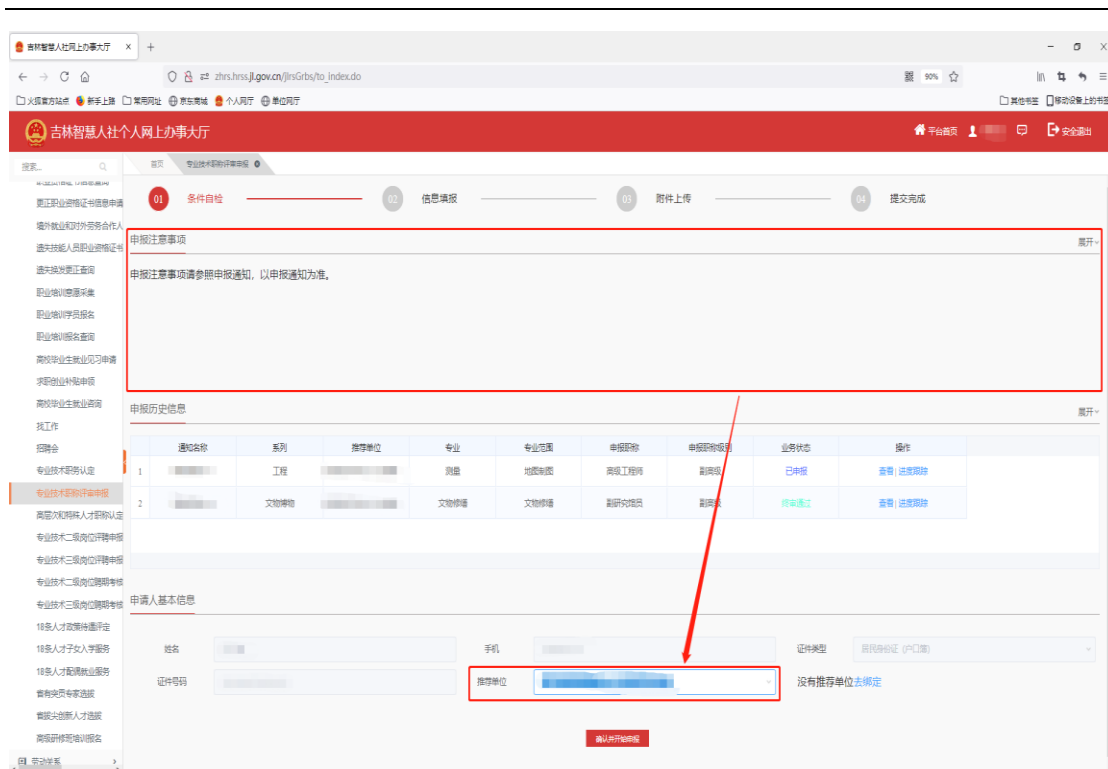 吉林智慧人社网上办事大厅 × +
zhrs.hrss.jl.gov.cn/jlrsGrbs/to_index.do 90%
火狐官方站点 新手上路 常用网址 京东商城 个人网厅 单位网厅 其他书签 移动设备上的书签
吉林智慧人社个人网上办事大厅 平台首页 安全退出
搜索... 首页 专业技术职称评审申报
01 条件自检 02 信息填报 03 附件上传 04 提交完成
更正职业资格证书信息申请
境外就业和对外劳务合作人
遗失技能人员职业资格证书
遗失换发更正查询
职业培训意愿采集
职业培训学员报名
职业培训报名查询
高校毕业生就业见习申请
求职创业补贴申领
高校毕业生就业咨询
找工作
招聘会
专业技术职务认定
专业技术职称评审申报
高层次和特殊人才职称认定
专业技术二级岗位评聘申报
专业技术三级岗位评聘申报
专业技术二级岗位聘期考核
专业技术三级岗位聘期考核
18条人才政策待遇评定
18条人才子女入学服务
18条人才配偶就业服务
省有突贡专家选拔
省拔尖创新人才选拔
高级研修班培训报名
劳动关系
申报注意事项 展开
申报注意事项请参照申报通知，以申报通知为准。
申报历史信息 展开
通知名称 系列 推荐单位 专业 专业范围 申报职称 申报职称级别 业务状态 操作
1 工程 测量 地图制图 高级工程师 副高级 已申报 查看 | 进度跟踪
2 文物博物 文物修缮 文物修缮 副研究馆员 副高级 终审通过 查看 | 进度跟踪
申请人基本信息
姓名 手机 证件类型 居民身份证（户口簿）
证件号码 推荐单位 没有推荐单位去绑定
确认并开始申报